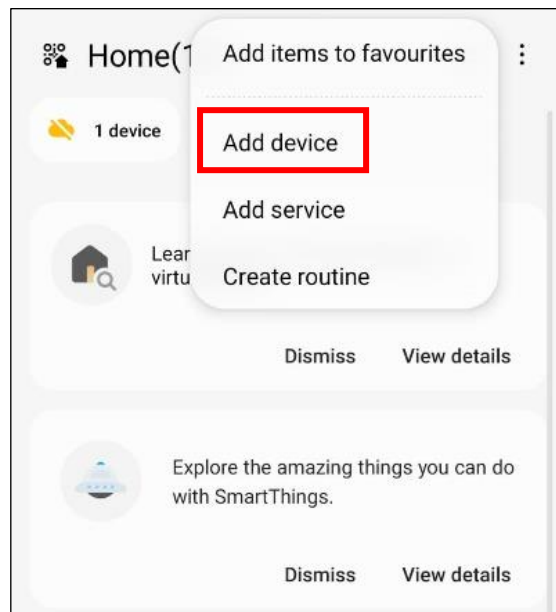 Home(1
Add items to favourites
1 device
Add device
Add service
Lear
virtu
Create routine
Dismiss View details
Explore the amazing things you can do
with SmartThings.
Dismiss View details